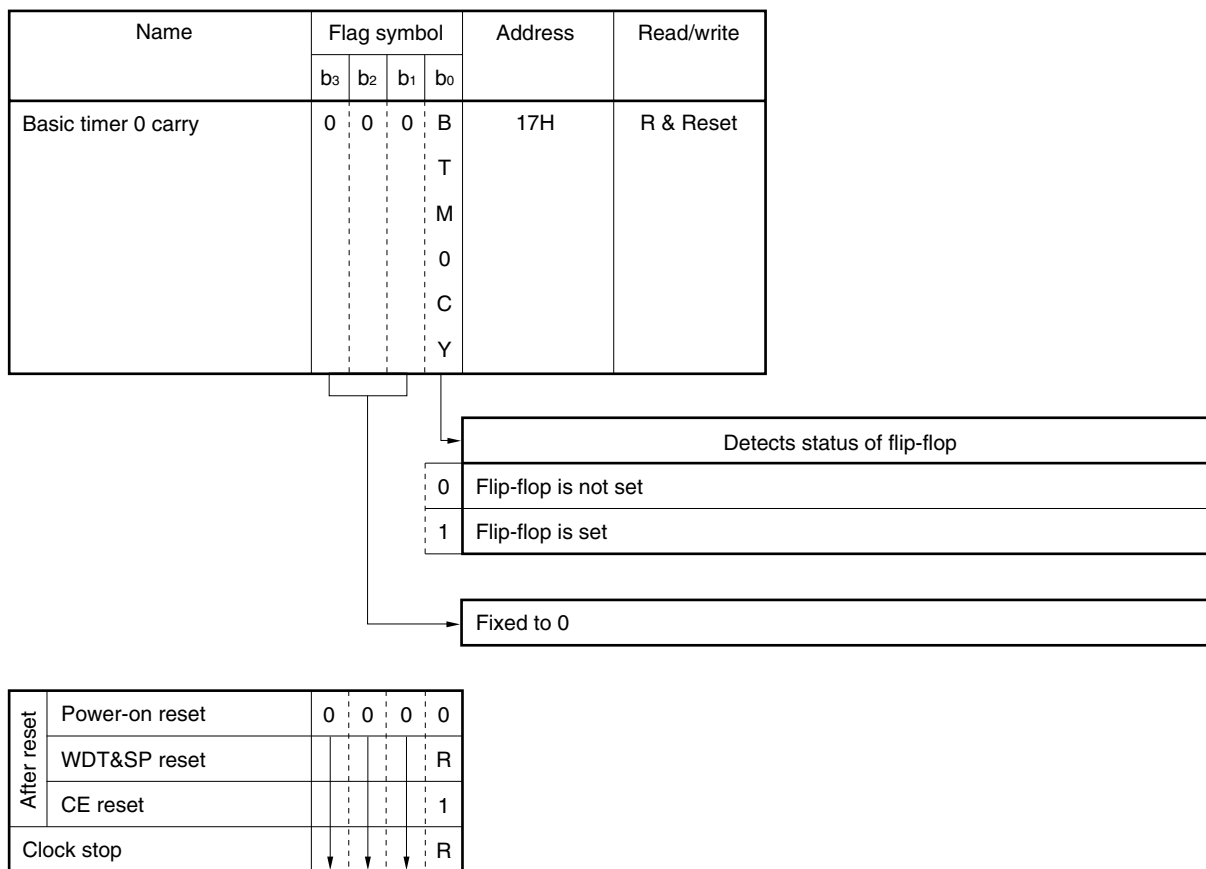 Name Flag symbol Address Read/write
b3 b2 b1 b0
Basic timer 0 carry 0 0 0 B 17H R & Reset
T
M
0
C
Y
Detects status of flip-flop
0 Flip-flop is not set
1 Flip-flop is set
Fixed to 0
After reset
Power-on reset 0 0 0 0
WDT&SP reset R
CE reset 1
Clock stop R